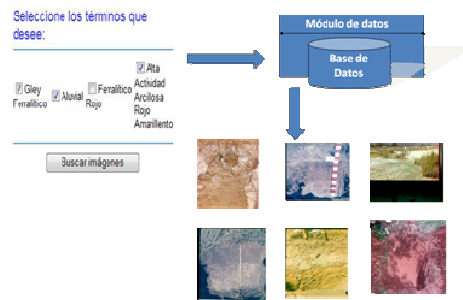 Seleccione los términos que
desee:
Gley
Ferralítico
Aluvial
Ferralítico
Rojo
Alta
Actividad
Arcillosa
Rojo
Amarillento
Buscar imágenes
Módulo de datos
Base de
Datos